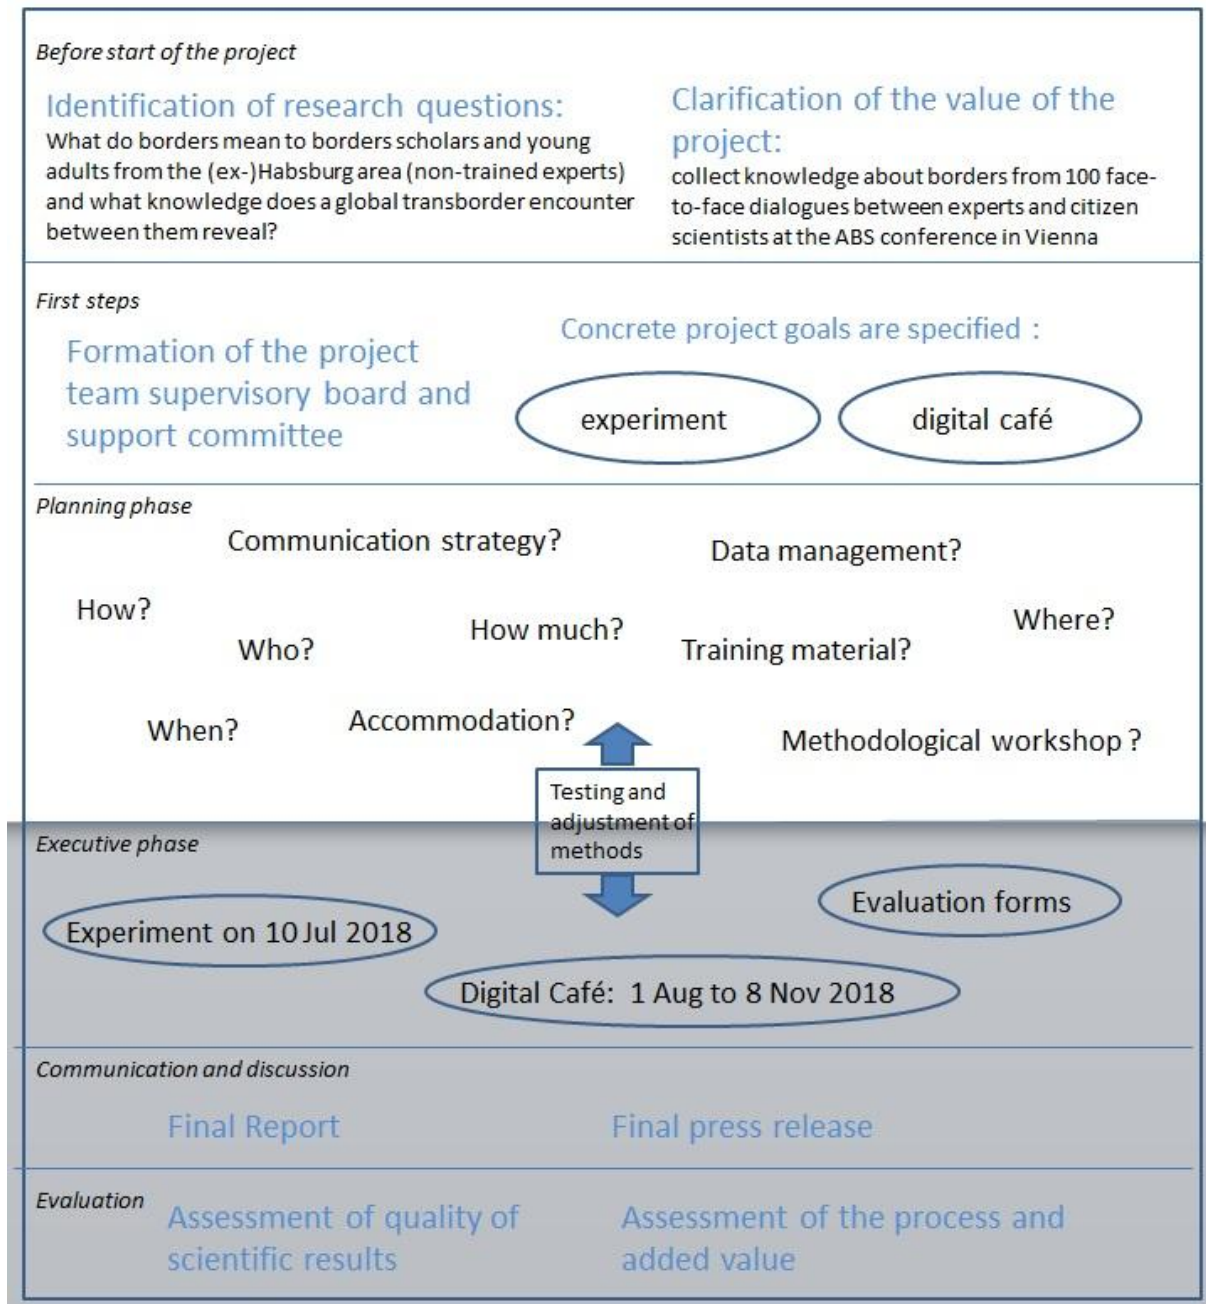 Before start of the project
Identification of research questions:
What do borders mean to borders scholars and young
adults from the (ex-)Habsburg area (non-trained experts)
and what knowledge does a global transborder encounter
between them reveal?
Clarification of the value of the
project:
collect knowledge about borders from 100 face-
to-face dialogues between experts and citizen
scientists at the ABS conference in Vienna
First steps
Formation of the project
team supervisory board and
support committee
Concrete project goals are specified :
experiment
digital café
Planning phase
Communication strategy?
Data management?
How?
Who?
How much?
Training material?
Where?
When?
Accommodation?
Methodological workshop ?
Testing and
adjustment of
methods
Executive phase
Experiment on 10 Jul 2018
Evaluation forms
Digital Café: 1 Aug to 8 Nov 2018
Communication and discussion
Final Report
Final press release
Evaluation
Assessment of quality of
scientific results
Assessment of the process and
added value